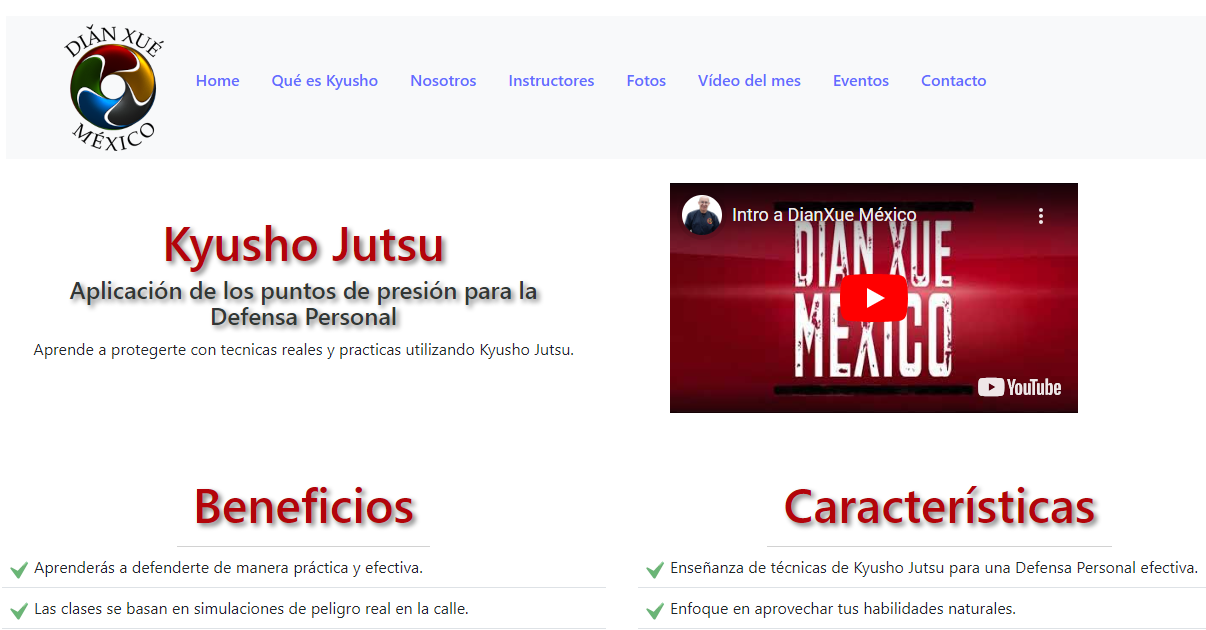 DIĂN XUÉ
MÉXICO
Home Qué es Kyusho Nosotros Instructores Fotos Vídeo del mes Eventos Contacto
Kyusho Jutsu
Aplicación de los puntos de presión para la
Defensa Personal
Aprende a protegerte con tecnicas reales y practicas utilizando Kyusho Jutsu.
Intro a DianXue México
DIAN XUE
MEXICO
YouTube
Beneficios
Aprenderás a defenderte de manera práctica y efectiva.
Las clases se basan en simulaciones de peligro real en la calle.
Características
Enseñanza de técnicas de Kyusho Jutsu para una Defensa Personal efectiva.
Enfoque en aprovechar tus habilidades naturales.